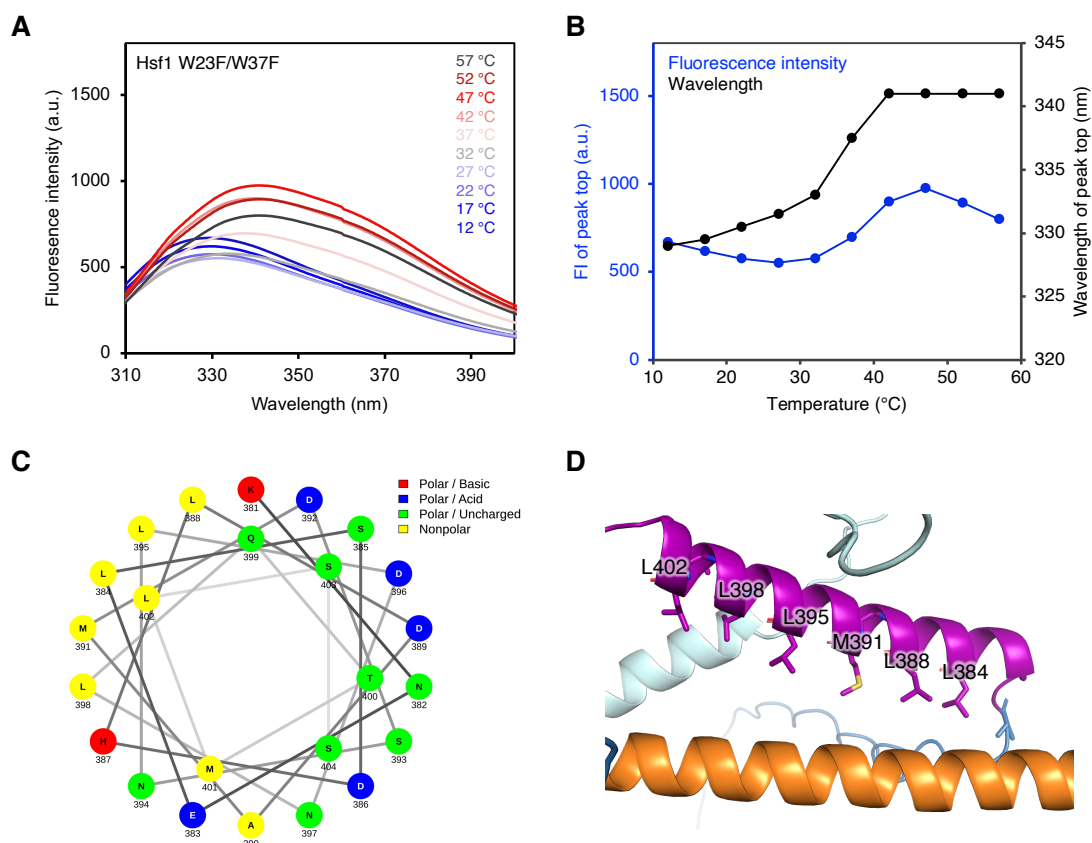 A
Hsf1 W23F/W37F
57 °C
52 °C
47 °C
42 °C
37 °C
32 °C
27 °C
22 °C
17 °C
12 °C
Fluoresence intensity (a.u.)
1500
1000
500
0
310 330 350 370 390
Wavelength (nm)
B
Fluorescence intensity
Wavelength
FI of peak top (a.u.)
1500
1000
500
0
345
340
335
330
325
320
Wavelength of peak top (nm)
10 20 30 40 50 60
Temperature (°C)
C
Polar / Basic
Polar / Acid
Polar / Uncharged
Nonpolar
K
381
D
392
S
385
D
396
D
389
N
382
S
393
D
386
N
397
A
E
383
N
394
H
387
L
398
M
391
L
384
L
395
L
388
Q
399
S
403
T
400
S
404
M
401
L
402
D
L402
L398
L395
M391
L388
L384